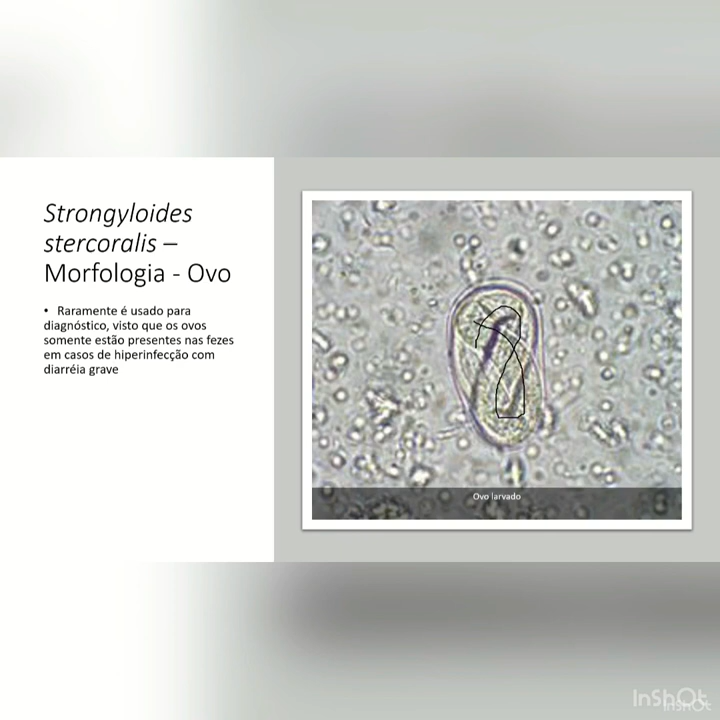 Strongyloides
stercoralis –
Morfologia - Ovo
• Raramente é usado para
diagnóstico, visto que os ovos
somente estão presentes nas fezes
em casos de hiperinfecção com
diarréia grave
Ovo larvado
InShOt
InShOt